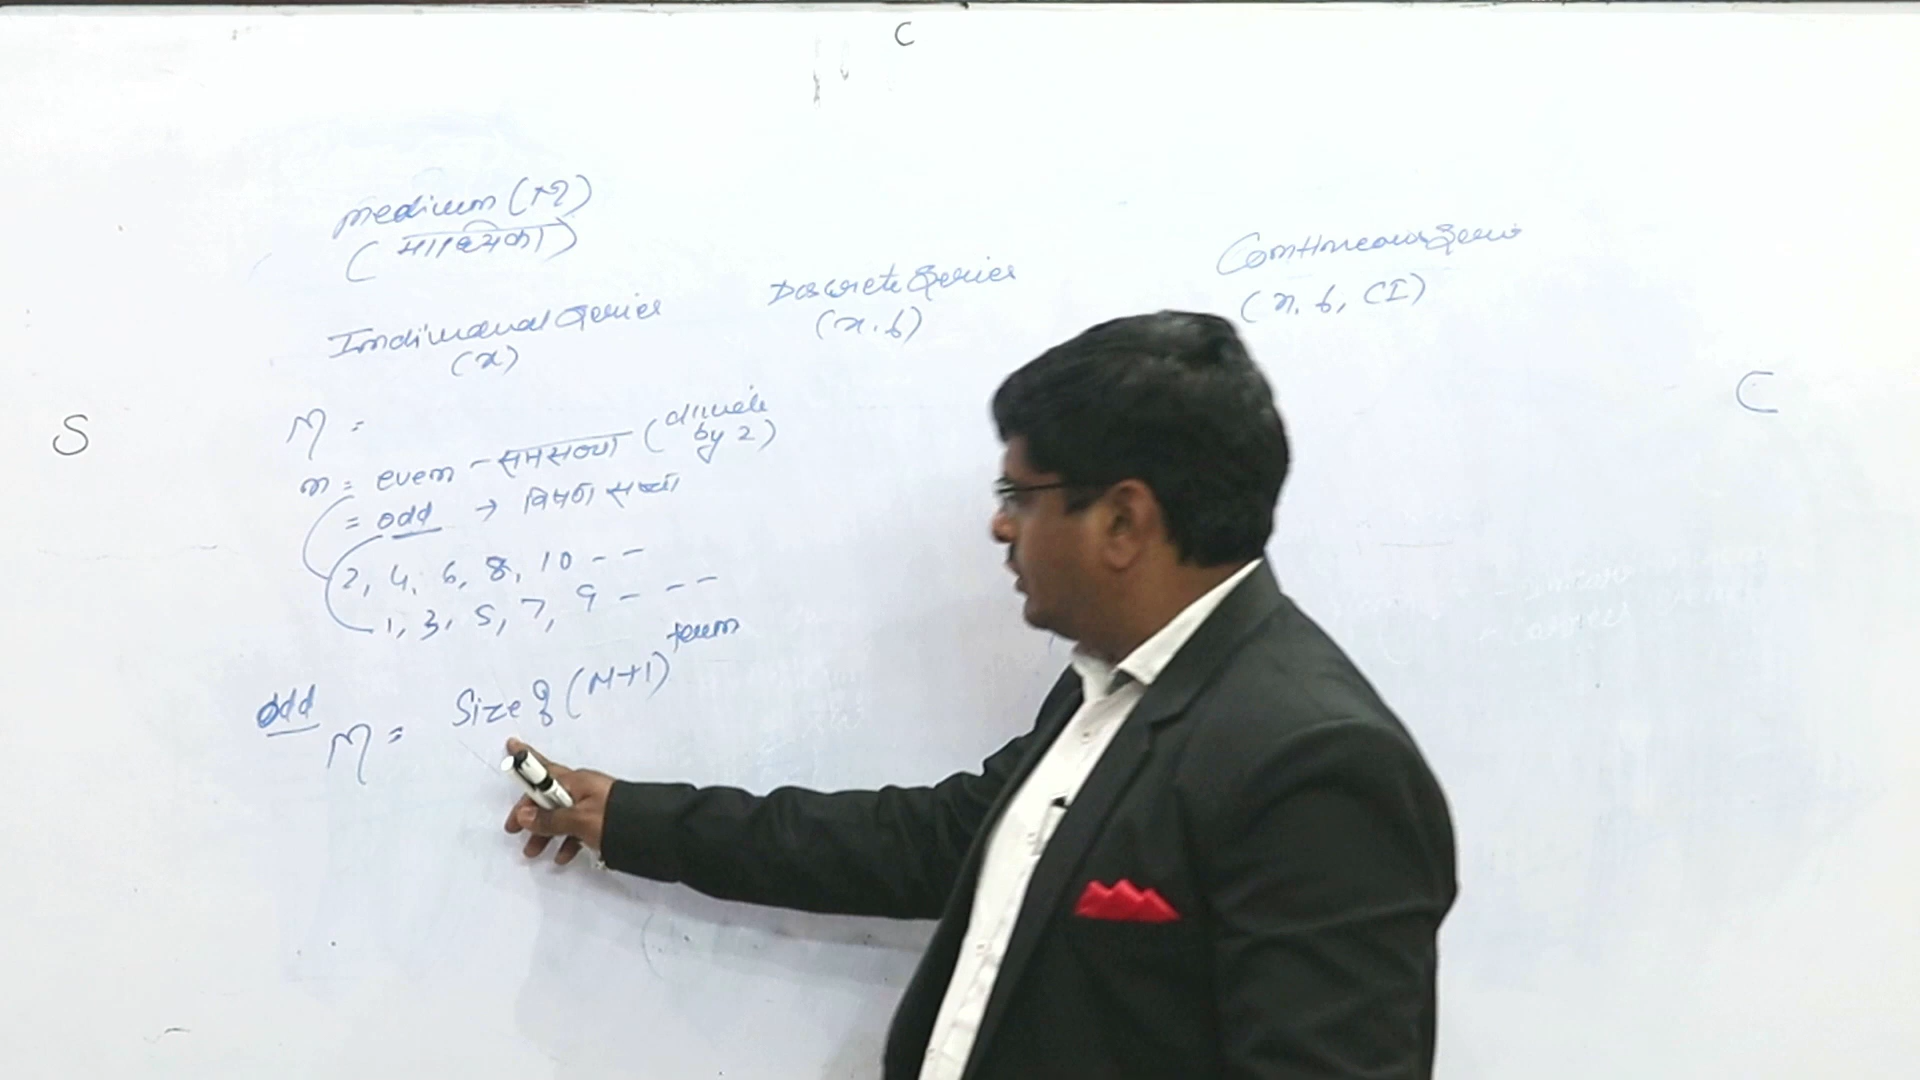 C
medium (M)
(माध्यिका)
Individual Series
(x)
Discrete Series
(x. f)
Continuous Series
(x. f, CI)
S
C
M =
n = even - समसंख्या (divide by 2)
= odd → विषम संख्या
2, 4, 6, 8, 10 - -
1, 3, 5, 7, 9 - - -
odd
M = Size of (N+1) term